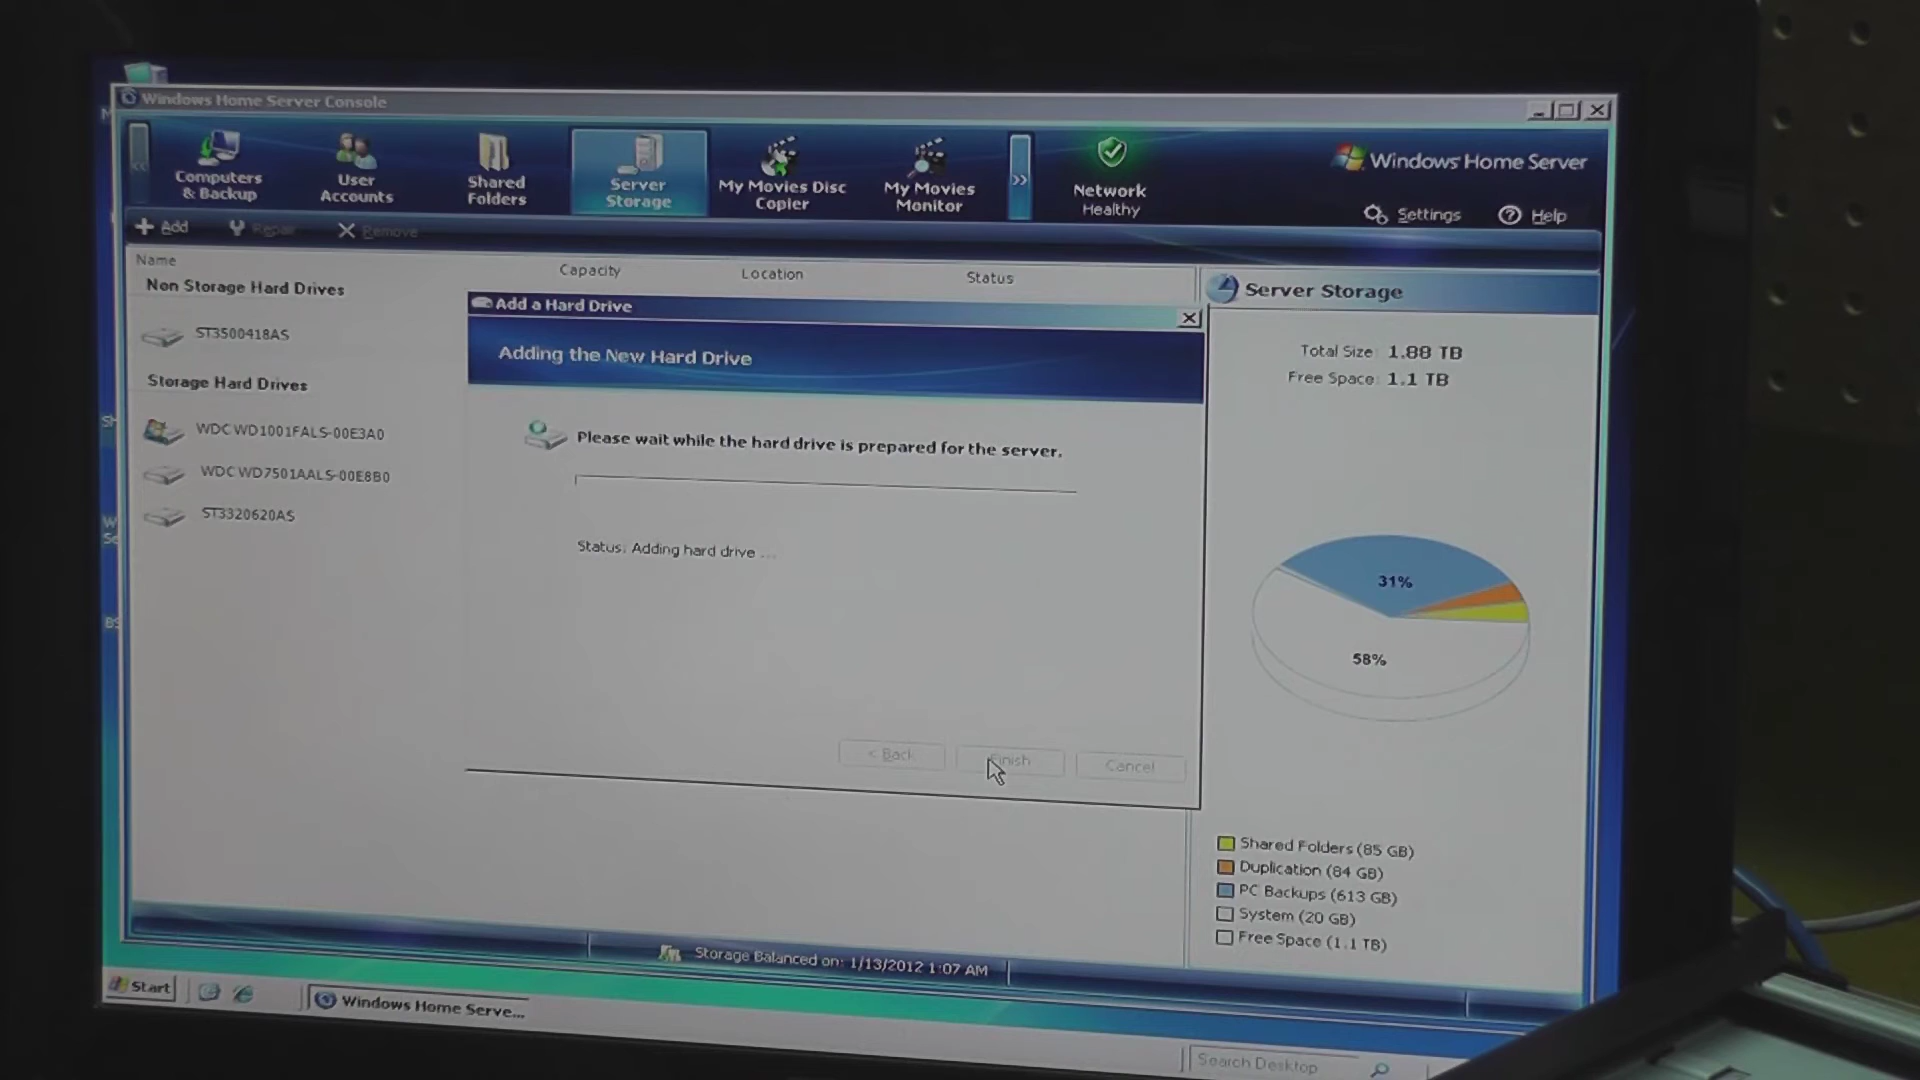 Windows Home Server Console
Computers
& Backup
User
Accounts
Shared
Folders
Server
Storage
My Movies Disc
Copier
My Movies
Monitor
>>
Network
Healthy
Windows Home Server
Settings
Help
Add
Repair
Remove
Name
Capacity
Location
Status
Non Storage Hard Drives
ST3500418AS
Storage Hard Drives
WDC WD1001FALS-00E3A0
WDC WD7501AALS-00E8B0
ST3320620AS
Add a Hard Drive
Adding the New Hard Drive
Please wait while the hard drive is prepared for the server.
Status: Adding hard drive ...
< Back
Finish
Cancel
Server Storage
Total Size: 1.88 TB
Free Space: 1.1 TB
31%
58%
Shared Folders (85 GB)
Duplication (84 GB)
PC Backups (613 GB)
System (20 GB)
Free Space (1.1 TB)
Storage Balanced on: 1/13/2012 1:07 AM
Start
Windows Home Serve...
Search Desktop